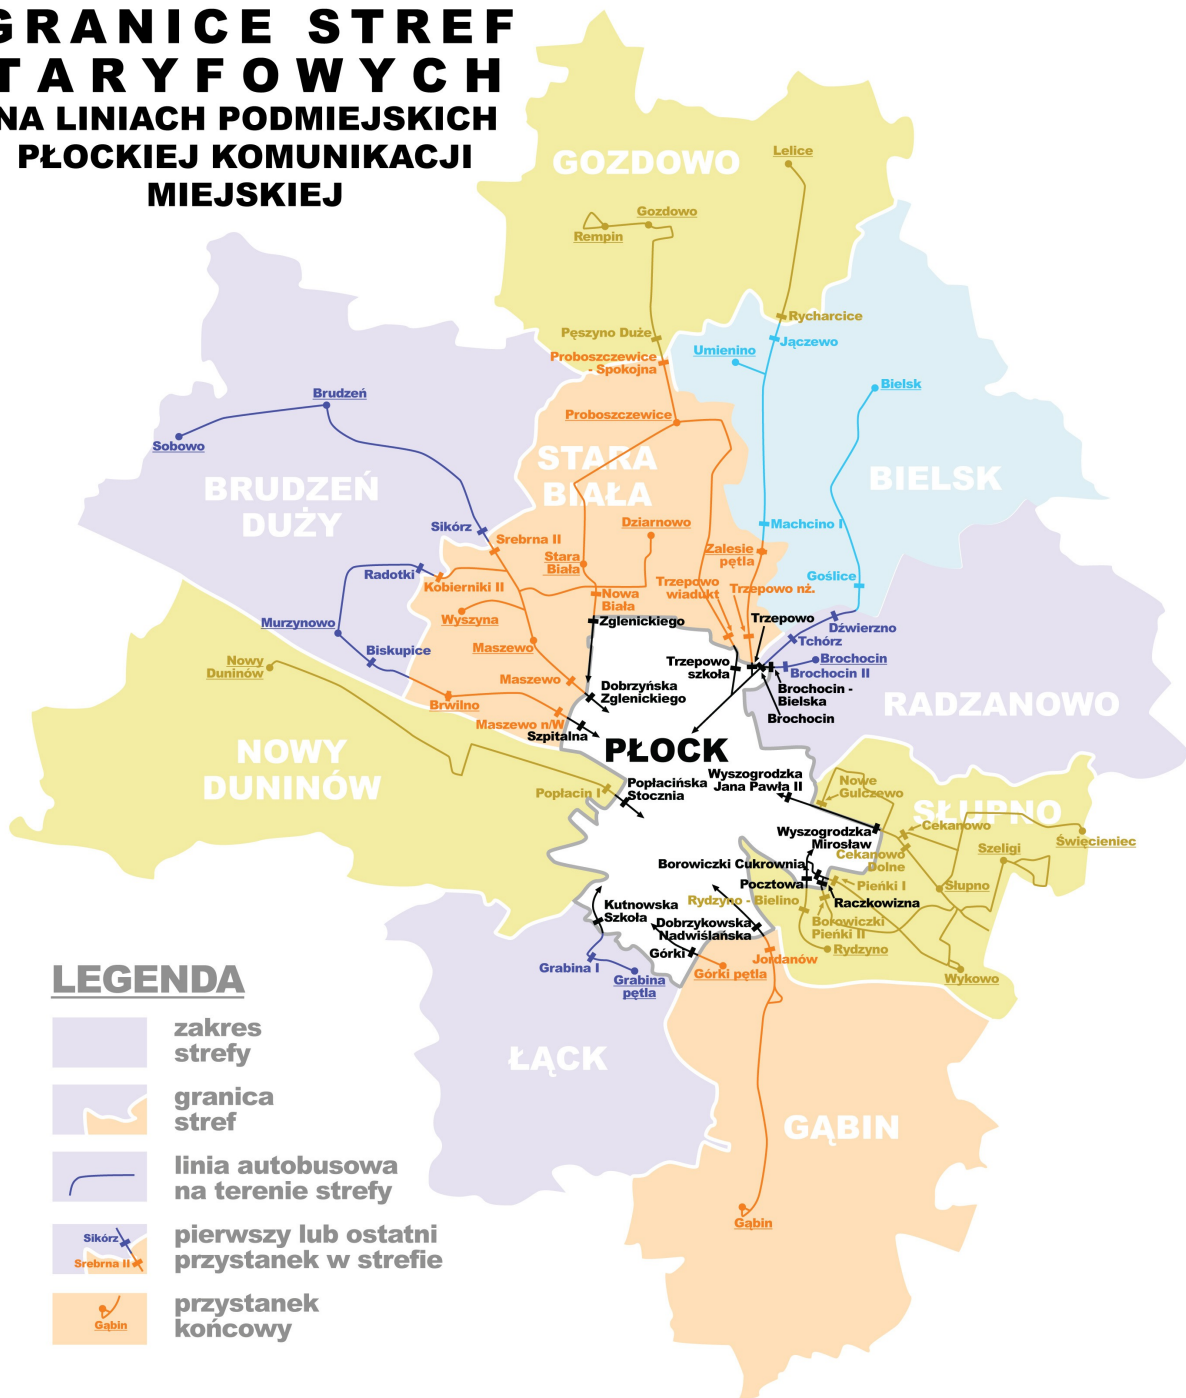 GRANICE STREF
TARYFOWYCH
NA LINIACH PODMIEJSKICH
PŁOCKIEJ KOMUNIKACJI
MIEJSKIEJ
GOZDOWO
Lelice
Gozdowo
Rempin
Rycharcice
Pęszyno Duże
Jączewo
Umienino
Proboszczewice
- Spokojna
Bielsk
Brudzeń
Proboszczewice
Sobowo
STARA
BIAŁA
BIELSK
BRUDZEŃ
DUŻY
Dziarnowo
Sikórz
Machcino I
Srebrna II
Stara
Biała
Zalesie
pętla
Radotki
Kobierniki II
Trzepowo
wiadukt
Trzepowo nż.
Goślice
Nowa
Biała
Wyszyna
Zglenickiego
Trzepowo
Murzynowo
Dźwierzno
Tchórz
Biskupice
Maszewo
Nowy
Duninów
Trzepowo
szkoła
Brochocin
Brochocin II
Maszewo
Dobrzyńska
Zglenickiego
Brochocin -
Bielska
Brochocin
RADZANOWO
Brwilno
Maszewo n/W
Szpitalna
PŁOCK
NOWY
DUNINÓW
Wyszogrodzka
Jana Pawła II
Nowe
Gulczewo
Popłacin I
Popłacińska
Stocznia
SŁUPNO
Cekanowo
Wyszogrodzka
Mirosław
Święcieniec
Szeligi
Cekanowo
Dolne
Borowiczki Cukrownia
Pocztowa
Pieńki I
Słupno
Rydzyno - Bielino
Raczkowizna
Kutnowska
Szkoła
Dobrzykowska
Nadwiślańska
Borowiczki
Pieńki II
Rydzyno
Górki
Jordanów
Grabina I
Grabina
pętla
Górki pętla
Wykowo
LEGENDA
zakres
strefy
ŁĄCK
granica
stref
GĄBIN
linia autobusowa
na terenie strefy
Gąbin
Sikórz
Srebrna II
pierwszy lub ostatni
przystanek w strefie
Gąbin
przystanek
końcowy